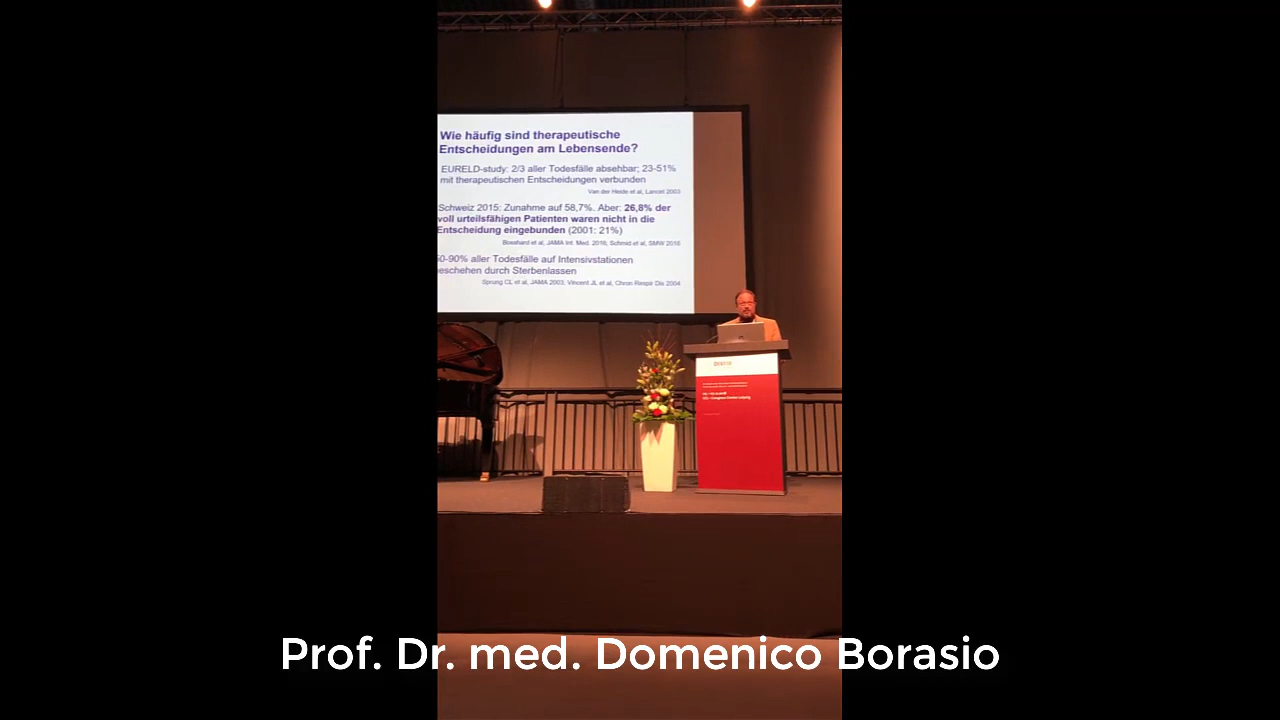 Wie häufig sind therapeutische
Entscheidungen am Lebensende?
EURELD-study: 2/3 aller Todesfälle absehbar; 23-51%
mit therapeutischen Entscheidungen verbunden
Van der Heide et al, Lancet 2003
Schweiz 2015: Zunahme auf 58,7%. Aber: 26,8% der
voll urteilsfähigen Patienten waren nicht in die
Entscheidung eingebunden (2001: 21%)
Bosshard et al, JAMA Int. Med. 2016; Schmid et al, SMW 2016
0-90% aller Todesfälle auf Intensivstationen
eschehen durch Sterbenlassen
Sprung CL et al, JAMA 2003; Vincent JL et al, Chron Respir Dis 2004
Prof. Dr. med. Domenico Borasio